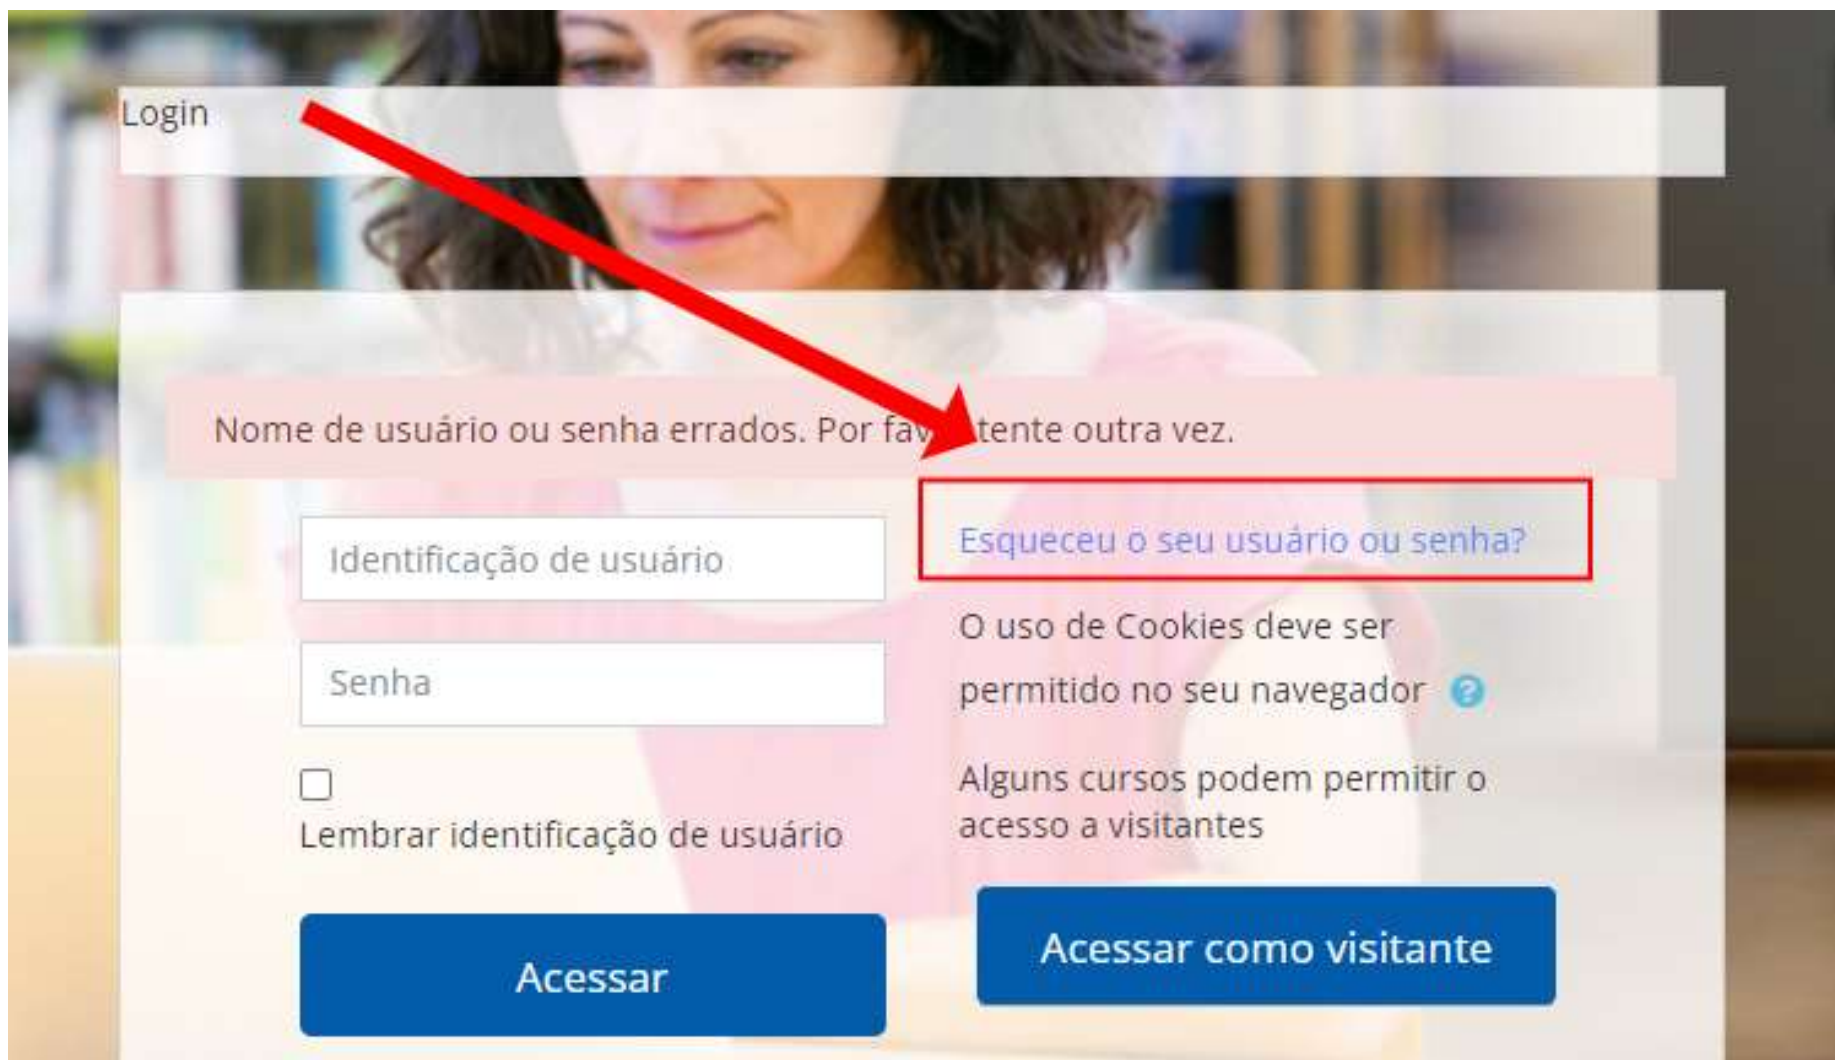 Login
Nome de usuário ou senha errados. Por fav tente outra vez.
Identificação de usuário
Senha
Lembrar identificação de usuário
Acessar
Esqueceu o seu usuário ou senha?
O uso de Cookies deve ser
permitido no seu navegador ?
Alguns cursos podem permitir o
acesso a visitantes
Acessar como visitante